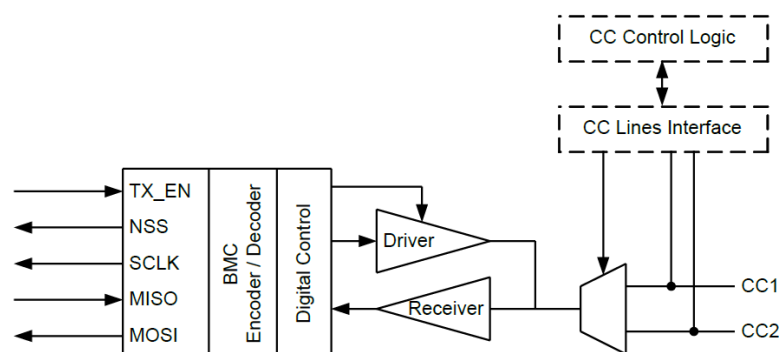 CC Control Logic
CC Lines Interface
TX_EN
NSS
SCLK
MISO
MOSI
BMC
Encoder / Decoder
Digital Control
Driver
Receiver
CC1
CC2